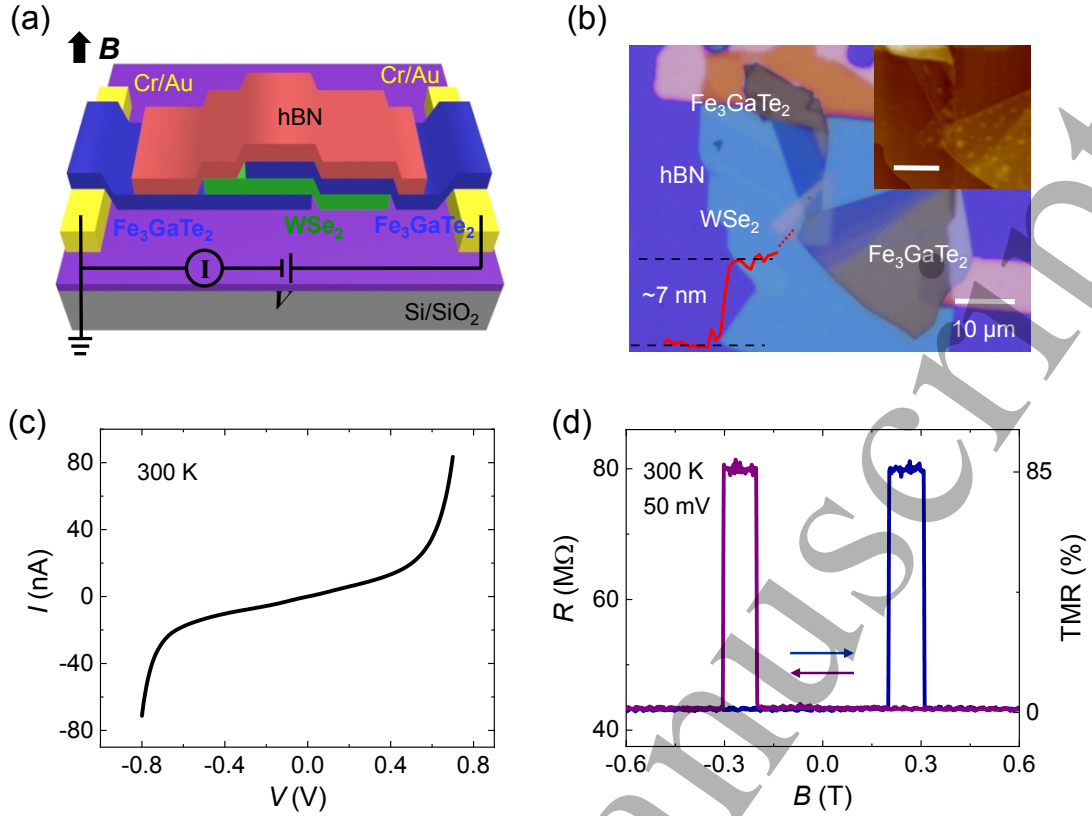 (a)
B
Cr/Au
Cr/Au
hBN
Fe₃GaTe₂
WSe₂
Fe₃GaTe₂
I
V
Si/SiO₂
(b)
Fe₃GaTe₂
hBN
WSe₂
Fe₃GaTe₂
~7 nm
10 μm
(c)
300 K
I (nA)
80
40
0
-40
-80
-0.8
-0.4
0.0
0.4
0.8
V (V)
(d)
300 K
50 mV
R (MΩ)
80
60
40
85
0
TMR (%)
-0.6
-0.3
0.0
0.3
0.6
B (T)
anuscript